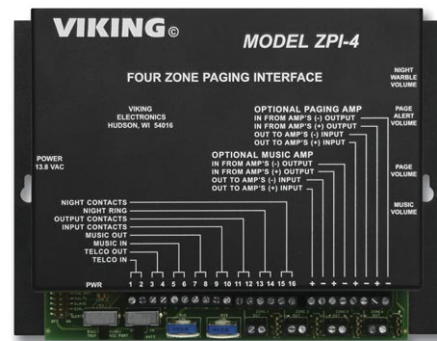 VIKING©
MODEL ZPI-4
FOUR ZONE PAGING INTERFACE
VIKING
ELECTRONICS
HUDSON, WI 54016
POWER
13.8 VAC
NIGHT
WARBLE
VOLUME
PAGE
ALERT
VOLUME
PAGE
VOLUME
MUSIC
VOLUME
OPTIONAL PAGING AMP
IN FROM AMP'S (-) OUTPUT
IN FROM AMP'S (+) OUTPUT
OUT TO AMP'S (-) INPUT
OUT TO AMP'S (+) INPUT
OPTIONAL MUSIC AMP
IN FROM AMP'S (-) OUTPUT
IN FROM AMP'S (+) OUTPUT
OUT TO AMP'S (-) INPUT
OUT TO AMP'S (+) INPUT
NIGHT CONTACTS
NIGHT RING
OUTPUT CONTACTS
INPUT CONTACTS
MUSIC OUT
MUSIC IN
TELCO OUT
TELCO IN
PWR 1 2 3 4 5 6 7 8 9 10 11 12 13 14 15 16 + - + - + - + -